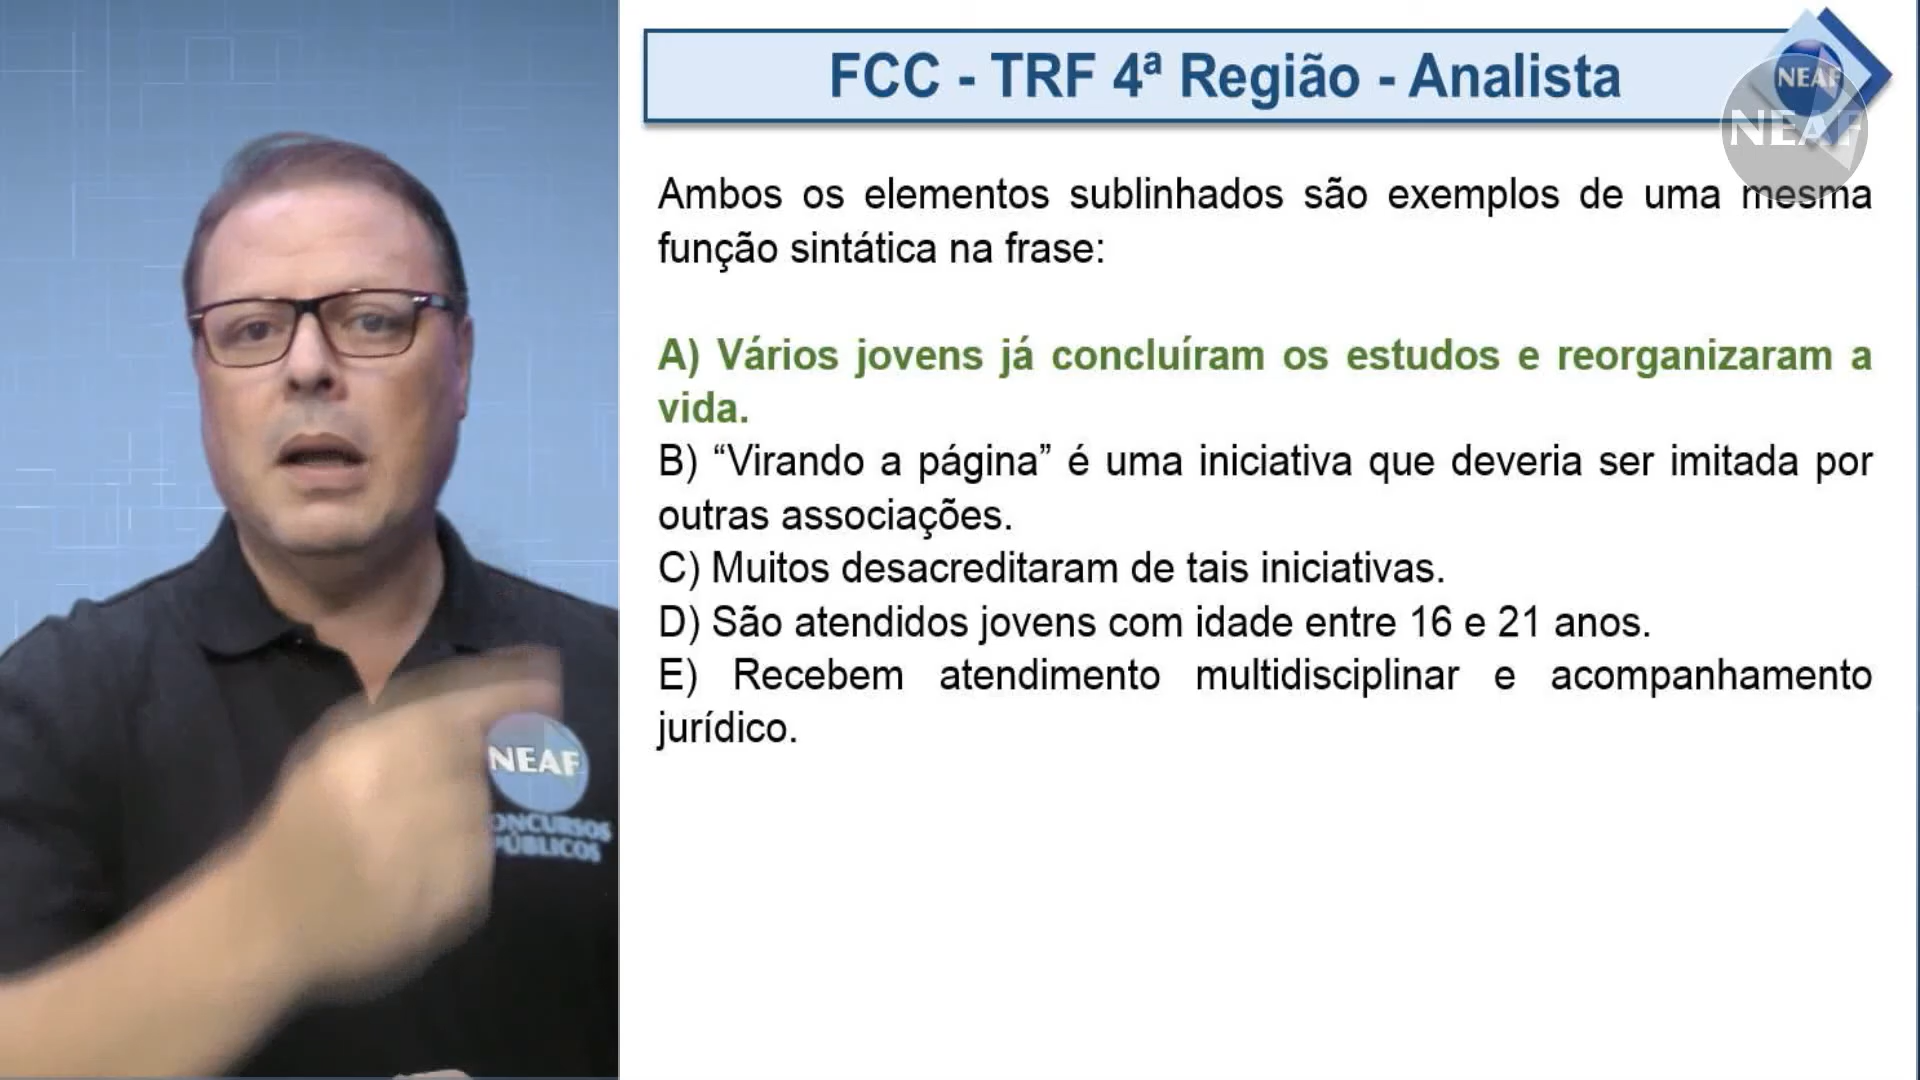 FCC - TRF 4ª Região - Analista
NEAF
NEAF
Ambos os elementos sublinhados são exemplos de uma mesma
função sintática na frase:
A) Vários jovens já concluíram os estudos e reorganizaram a
vida.
B) “Virando a página” é uma iniciativa que deveria ser imitada por
outras associações.
C) Muitos desacreditaram de tais iniciativas.
D) São atendidos jovens com idade entre 16 e 21 anos.
E) Recebem atendimento multidisciplinar e acompanhamento
jurídico.
NEAF
ONCURSOS
PÚBLICOS